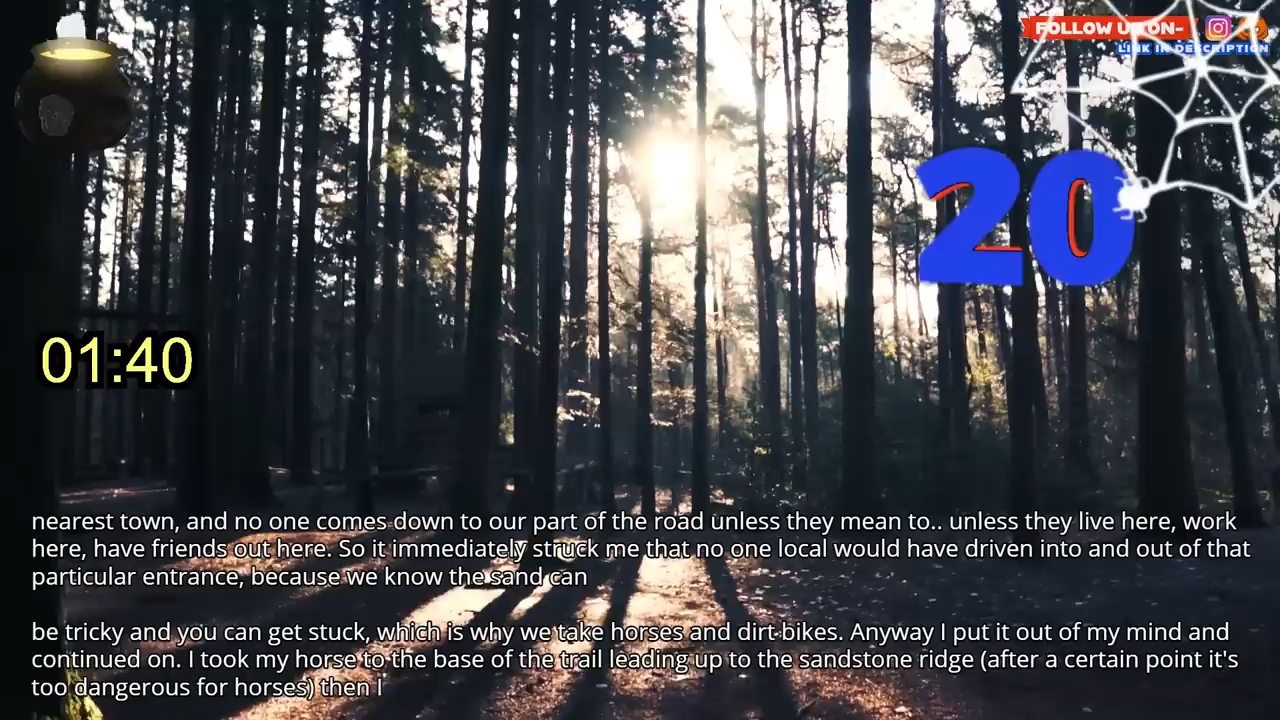 FOLLOW US ON-
LINK IN DESCRIPTION
20
01:40
nearest town, and no one comes down to our part of the road unless they mean to.. unless they live here, work
here, have friends out here. So it immediately struck me that no one local would have driven into and out of that
particular entrance, because we know the sand can
be tricky and you can get stuck, which is why we take horses and dirt bikes. Anyway I put it out of my mind and
continued on. I took my horse to the base of the trail leading up to the sandstone ridge (after a certain point it's
too dangerous for horses) then I